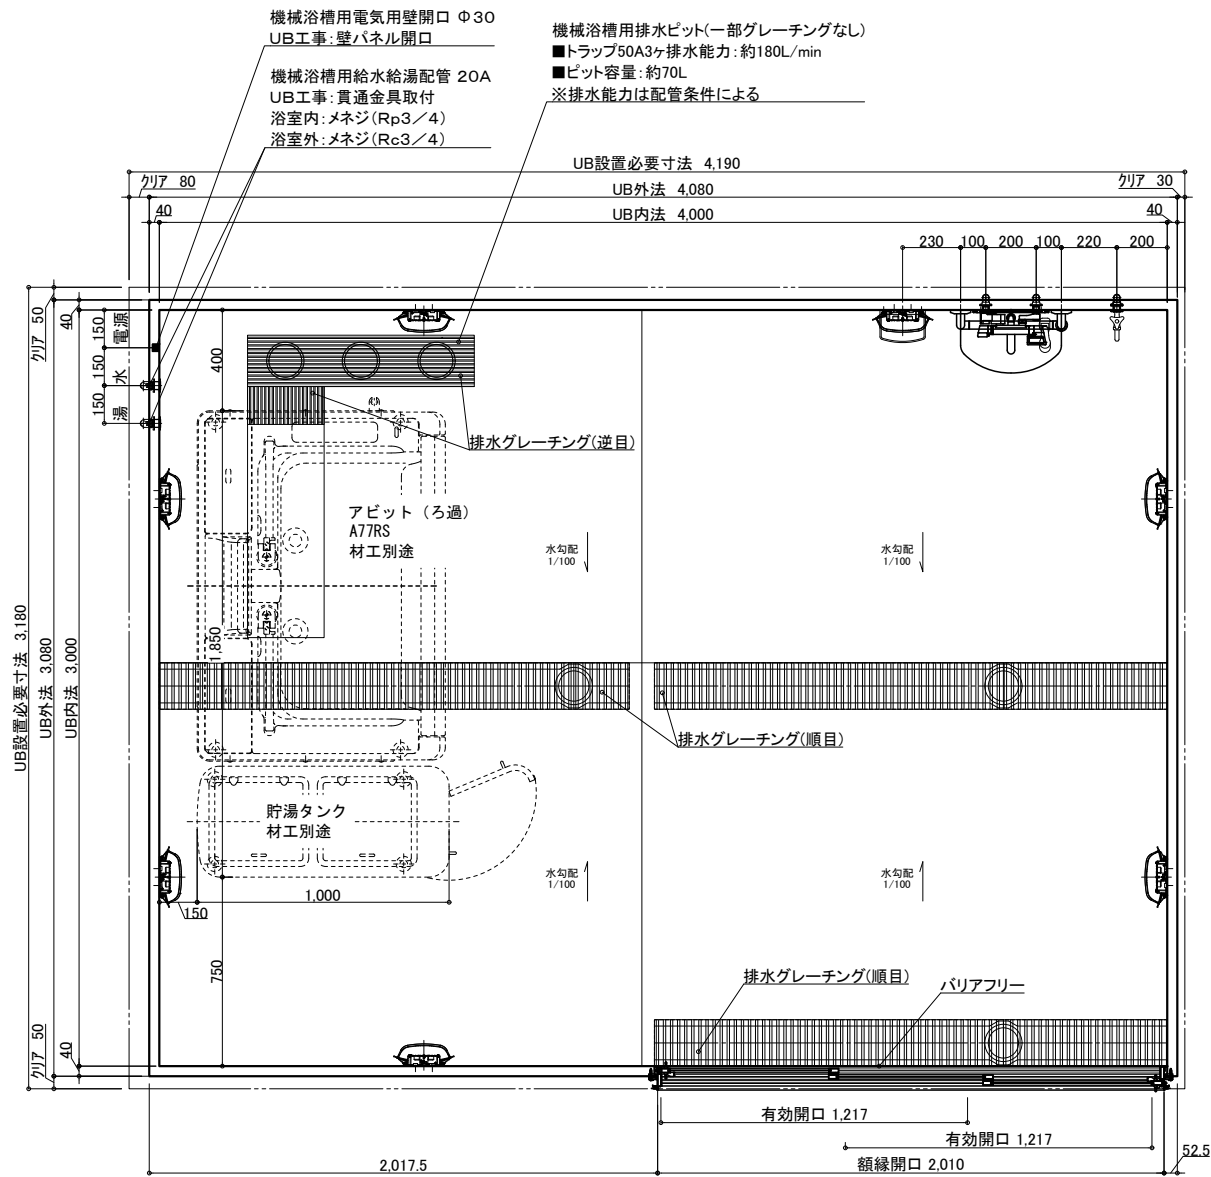 機械浴槽用電気用壁開口 Φ30
UB工事:壁パネル開口
機械浴槽用給水給湯配管 20A
UB工事:貫通金具取付
浴室内:メネジ(Rp3/4)
浴室外:メネジ(Rc3/4)
機械浴槽用排水ピット(一部グレーチングなし)
■トラップ50A3ヶ排水能力:約180L/min
■ピット容量:約70L
※排水能力は配管条件による
UB設置必要寸法 4,190
クリア 80
UB外法 4,080
クリア 30
40
UB内法 4,000
40
230
100
200
100
220
200
クリア 50
40
150
電源
150
水
150
湯
400
排水グレーチング(逆目)
アビット (ろ過)
A77RS
材工別途
水勾配
1/100
水勾配
1/100
UB設置必要寸法 3,180
UB外法 3,080
UB内法 3,000
1,850
排水グレーチング(順目)
貯湯タンク
材工別途
水勾配
1/100
水勾配
1/100
1,000
150
750
排水グレーチング(順目)
バリアフリー
クリア 50
40
有効開口 1,217
有効開口 1,217
2,017.5
額縁開口 2,010
52.5